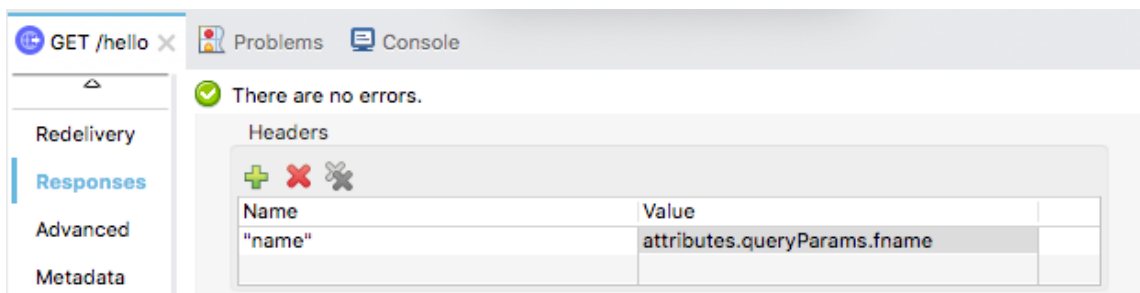 GET /hello Problems Console
There are no errors.
Redelivery Headers
Responses
Name Value
Advanced "name" attributes.queryParams.fname
Metadata